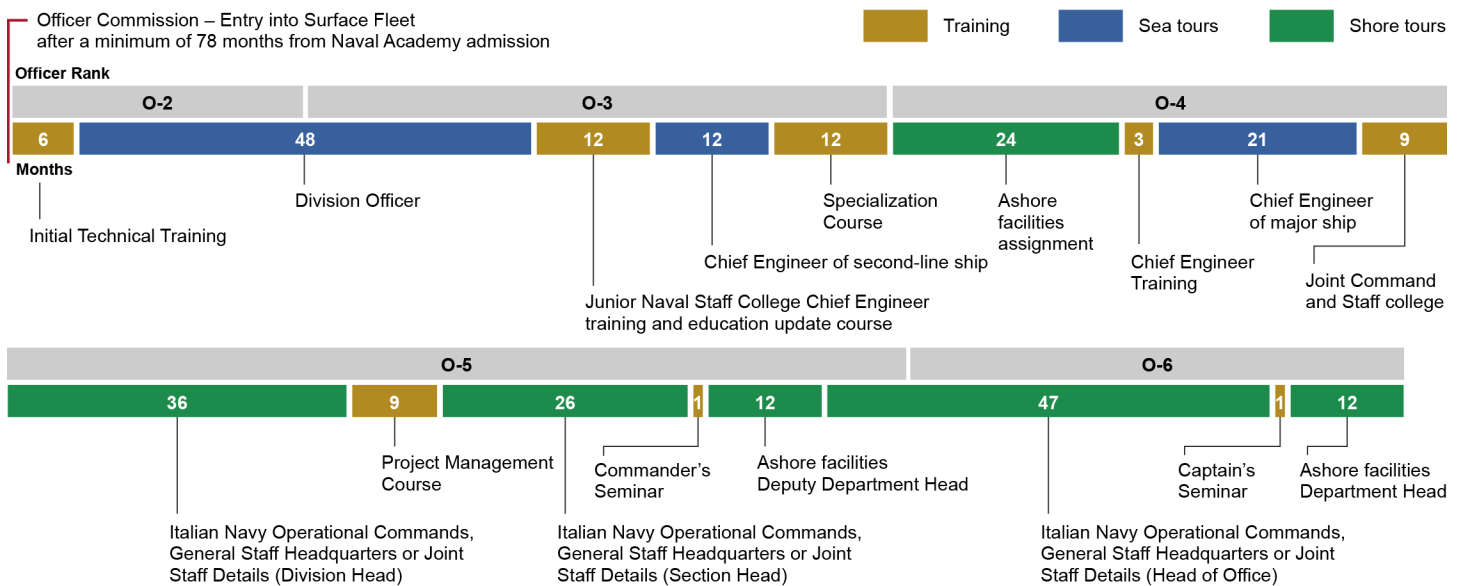 Officer Commission – Entry into Surface Fleet
after a minimum of 78 months from Naval Academy admission
Training
Sea tours
Shore tours
Officer Rank
O-2
O-3
O-4
6
48
12
12
12
24
3
21
9
Months
Initial Technical Training
Division Officer
Junior Naval Staff College Chief Engineer
training and education update course
Chief Engineer of second-line ship
Specialization
Course
Ashore
facilities
assignment
Chief Engineer
Training
Chief Engineer
of major ship
Joint Command
and Staff college
O-5
O-6
36
9
26
1
12
47
1
12
Italian Navy Operational Commands,
General Staff Headquarters or Joint
Staff Details (Division Head)
Project Management
Course
Italian Navy Operational Commands,
General Staff Headquarters or Joint
Staff Details (Section Head)
Commander’s
Seminar
Ashore facilities
Deputy Department Head
Italian Navy Operational Commands,
General Staff Headquarters or Joint
Staff Details (Head of Office)
Captain’s
Seminar
Ashore facilities
Department Head